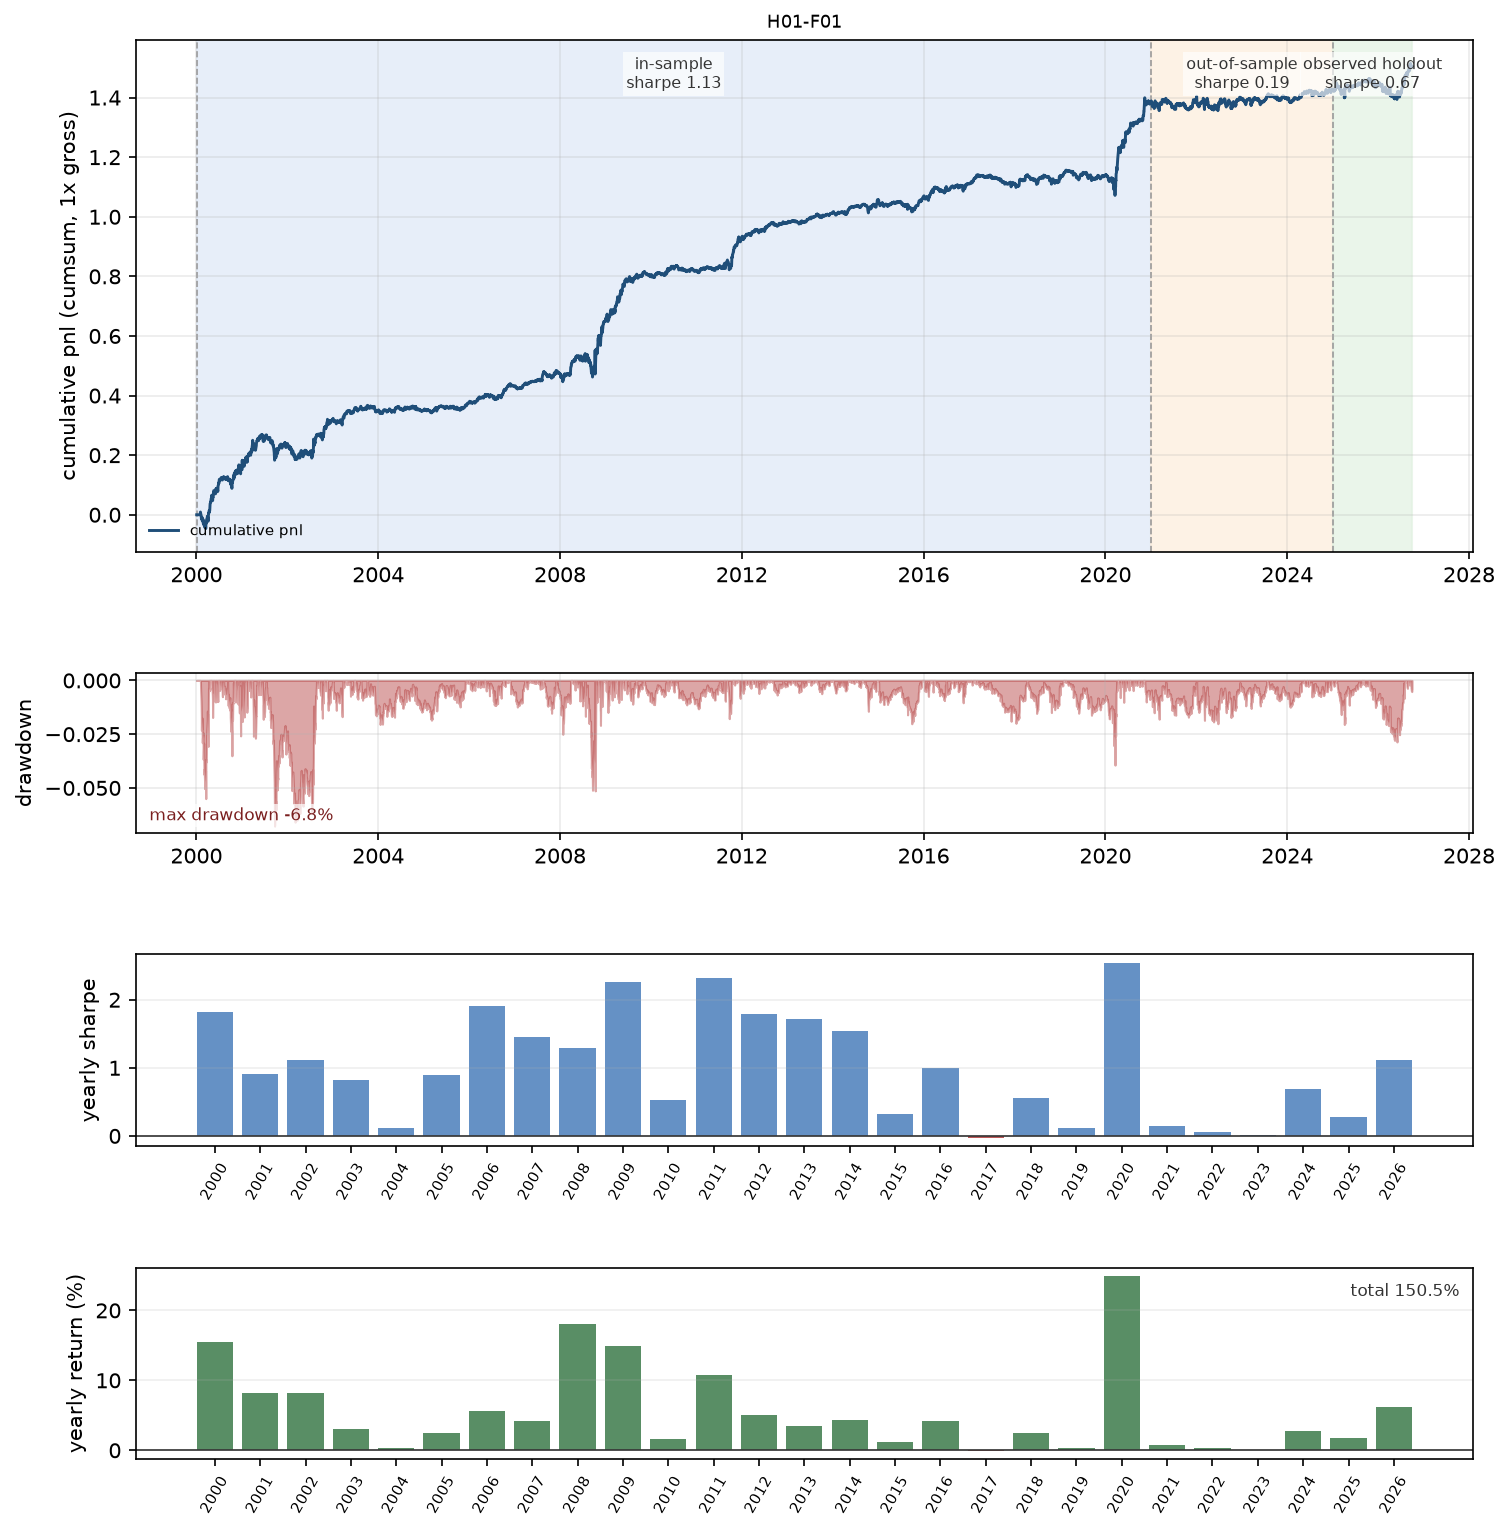 H01-F01
in-sample
sharpe 1.13
out-of-sample
sharpe 0.19
observed holdout
sharpe 0.67
cumulative pnl (cumsum, 1x gross)
1.4
1.2
1.0
0.8
0.6
0.4
0.2
0.0
cumulative pnl
2000 2004 2008 2012 2016 2020 2024 2028
drawdown
0.000
−0.025
−0.050
max drawdown -6.8%
2000 2004 2008 2012 2016 2020 2024 2028
yearly sharpe
2
1
0
2000 2001 2002 2003 2004 2005 2006 2007 2008 2009 2010 2011 2012 2013 2014 2015 2016 2017 2018 2019 2020 2021 2022 2023 2024 2025 2026
yearly return (%)
total 150.5%
20
10
0
2000 2001 2002 2003 2004 2005 2006 2007 2008 2009 2010 2011 2012 2013 2014 2015 2016 2017 2018 2019 2020 2021 2022 2023 2024 2025 2026